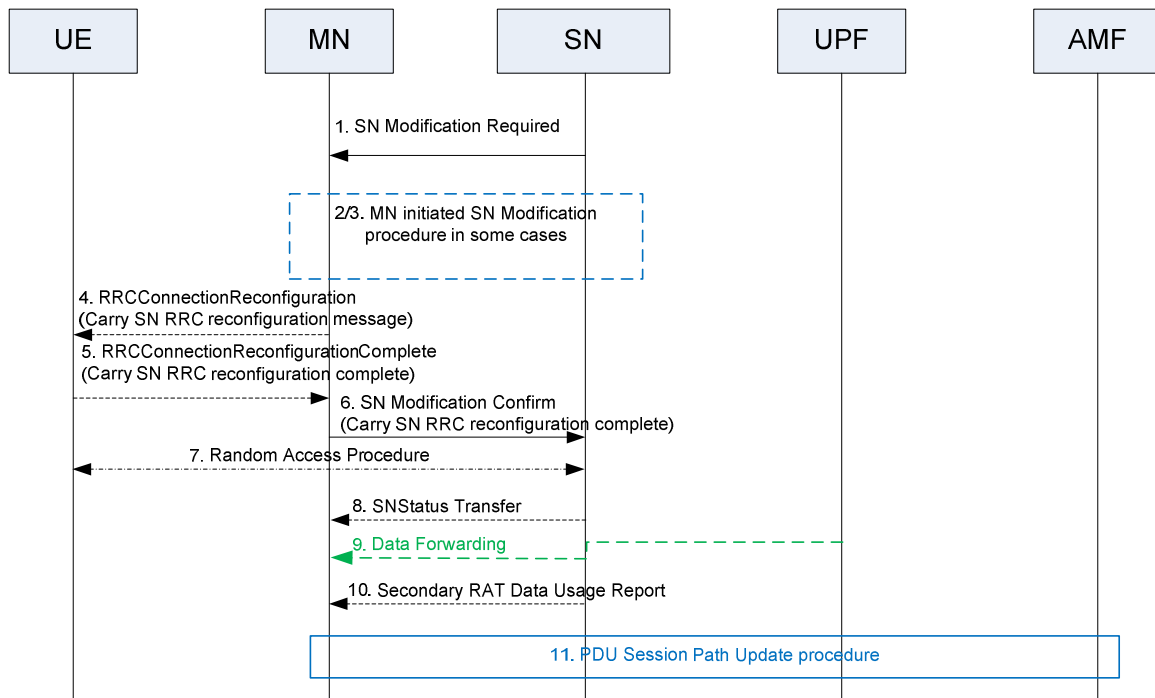 UE
MN
SN
UPF
AMF
1. SN Modification Required
2/3. MN initiated SN Modification
procedure in some cases
4. RRCConnectionReconfiguration
(Carry SN RRC reconfiguration message)
5. RRCConnectionReconfigurationComplete
(Carry SN RRC reconfiguration complete)
6. SN Modification Confirm
(Carry SN RRC reconfiguration complete)
7. Random Access Procedure
8. SNStatus Transfer
9. Data Forwarding
10. Secondary RAT Data Usage Report
11. PDU Session Path Update procedure